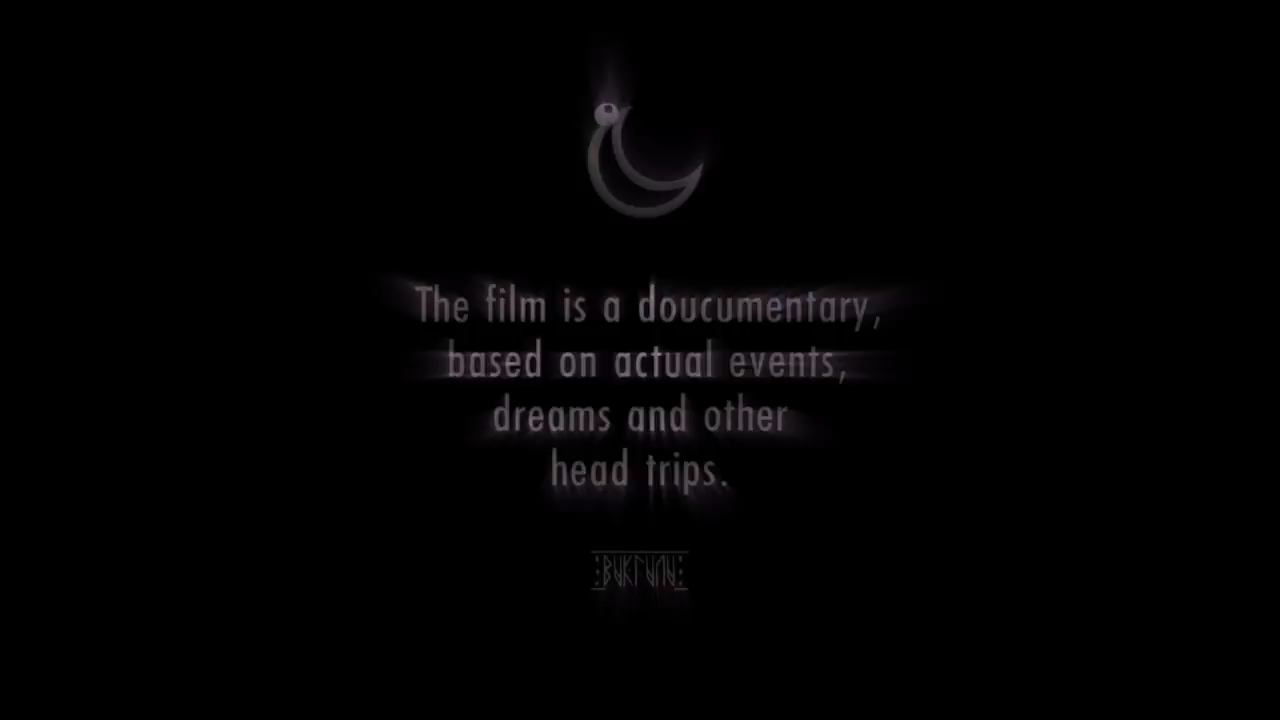 The film is a doucumentary,
based on actual events,
dreams and other
head trips.